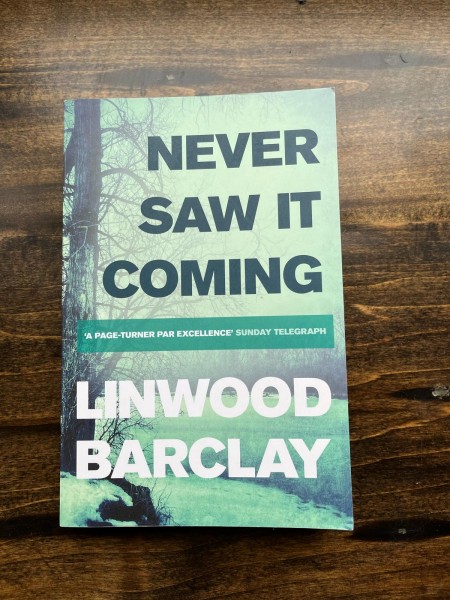 NEVER
SAW IT
COMING
'A PAGE-TURNER PAR EXCELLENCE' SUNDAY TELEGRAPH
LINWOOD
BARCLAY